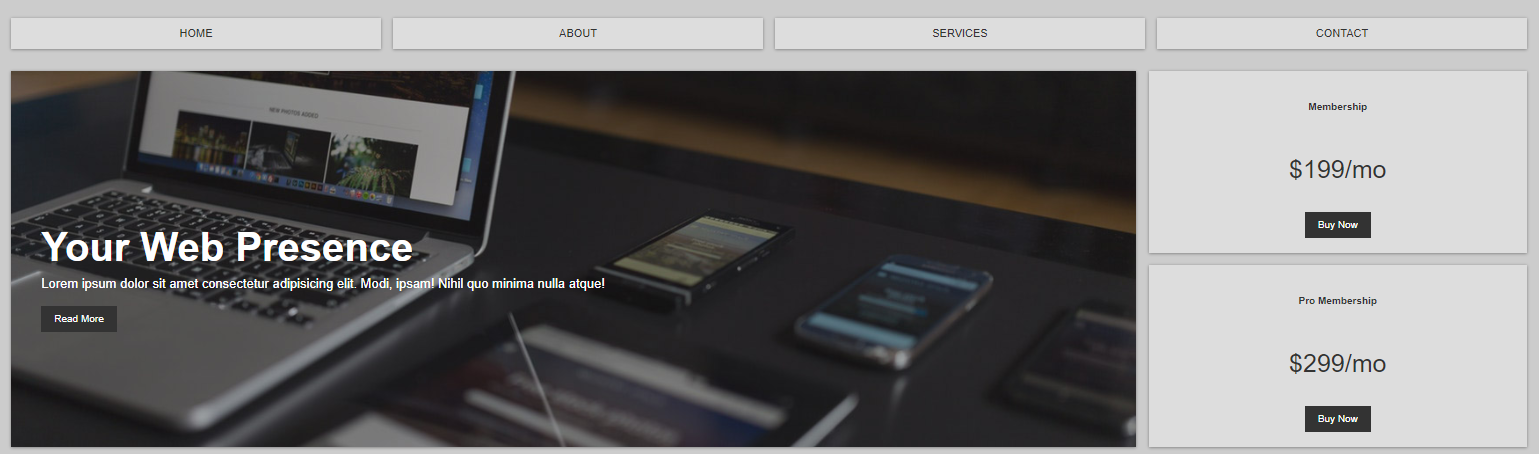 HOME
ABOUT
SERVICES
CONTACT
NEW PHOTOS ADDED
Your Web Presence
Lorem ipsum dolor sit amet consectetur adipisicing elit. Modi, ipsam! Nihil quo minima nulla atque!
Read More
Membership
$199/mo
Buy Now
Pro Membership
$299/mo
Buy Now